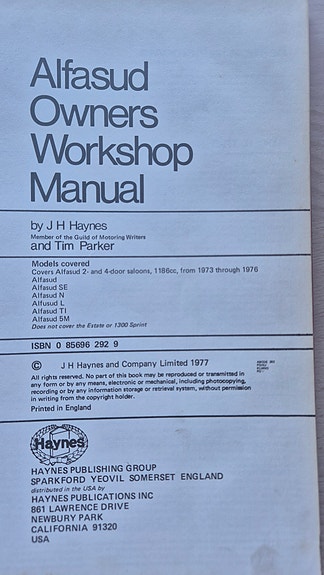 Alfasud
Owners
Workshop
Manual
by J H Haynes
Member of the Guild of Motoring Writers
and Tim Parker
Models covered
Covers Alfasud 2- and 4-door saloons, 1186cc, from 1973 through 1976
Alfasud
Alfasud SE
Alfasud N
Alfusud L
Alfasud TI
Alfasud 5M
Does not cover the Estate or 1300 Sprint
ISBN 0 85696 292 9
© J H Haynes and Company Limited 1977
All rights reserved. No part of this book may be reproduced or transmitted in
any form or by any means, electronic or mechanical, including photocopying,
recording or by any information storage or retrieval system, without permission
in writing from the copyright holder.
Printed in England
Haynes
HAYNES PUBLISHING GROUP
SPARKFORD YEOVIL SOMERSET ENGLAND
distributed in the USA by
HAYNES PUBLICATIONS INC
861 LAWRENCE DRIVE
NEWBURY PARK
CALIFORNIA 91320
USA